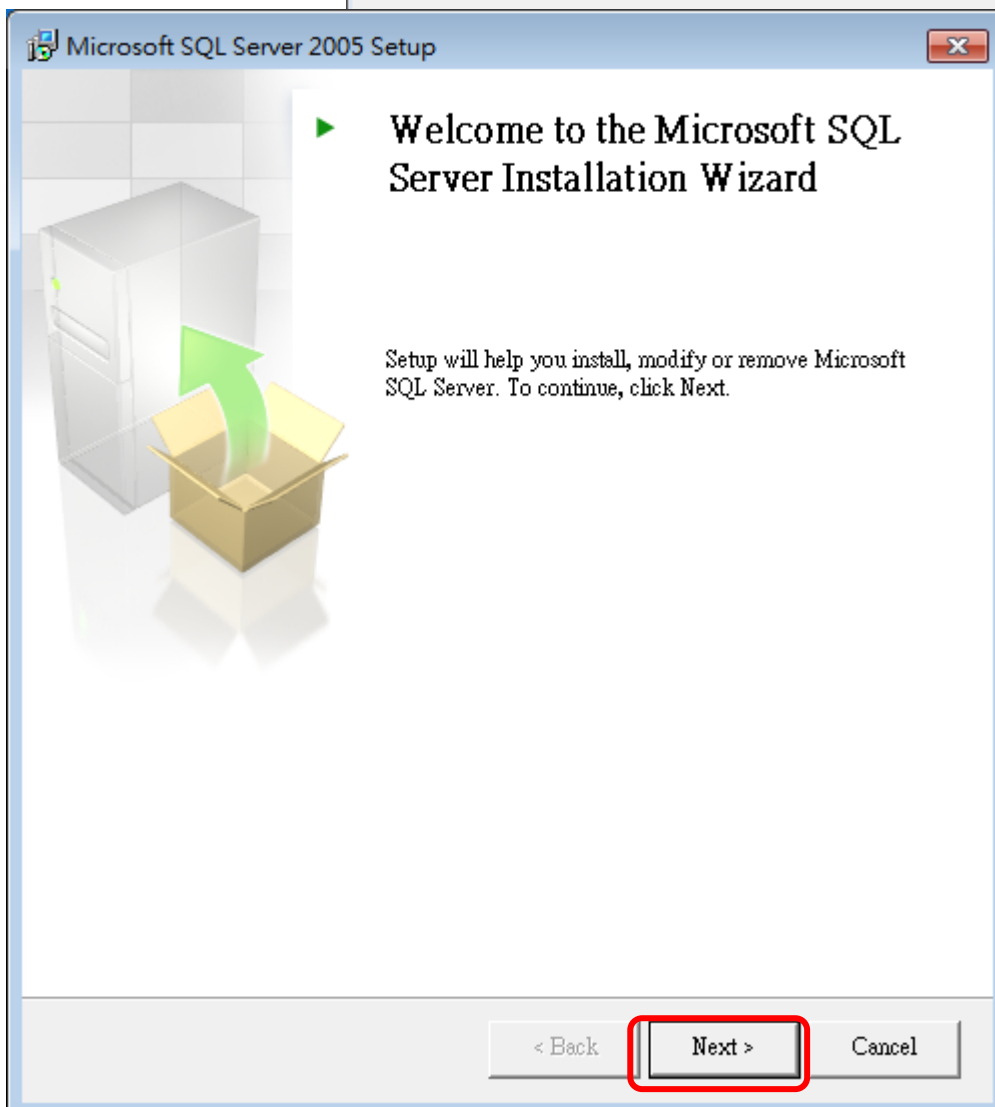 Microsoft SQL Server 2005 Setup
Welcome to the Microsoft SQL
Server Installation Wizard
Setup will help you install, modify or remove Microsoft
SQL Server. To continue, click Next.
< Back
Next >
Cancel